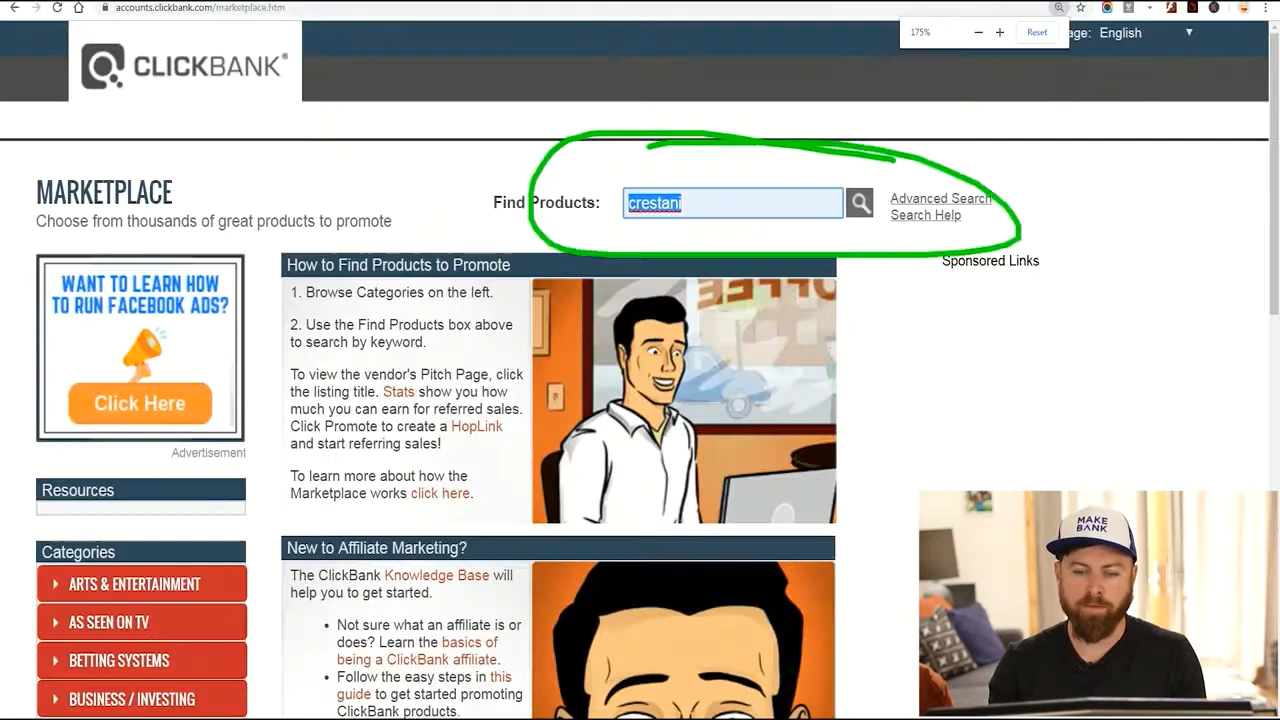 accounts.clickbank.com/marketplace.htm
175%
Reset
age: English
CLICKBANK
MARKETPLACE
Choose from thousands of great products to promote
Find Products:
crestani
Advanced Search
Search Help
Sponsored Links
WANT TO LEARN HOW
TO RUN FACEBOOK ADS?
Click Here
Advertisement
Resources
Categories
ARTS & ENTERTAINMENT
AS SEEN ON TV
BETTING SYSTEMS
BUSINESS / INVESTING
How to Find Products to Promote
1. Browse Categories on the left.
2. Use the Find Products box above
to search by keyword.
To view the vendor's Pitch Page, click
the listing title. Stats show you how
much you can earn for referred sales.
Click Promote to create a HopLink
and start referring sales!
To learn more about how the
Marketplace works click here.
COFFEE
New to Affiliate Marketing?
The ClickBank Knowledge Base will
help you to get started.
• Not sure what an affiliate is or
does? Learn the basics of
being a ClickBank affiliate.
• Follow the easy steps in this
guide to get started promoting
ClickBank products.
MAKE
BANK